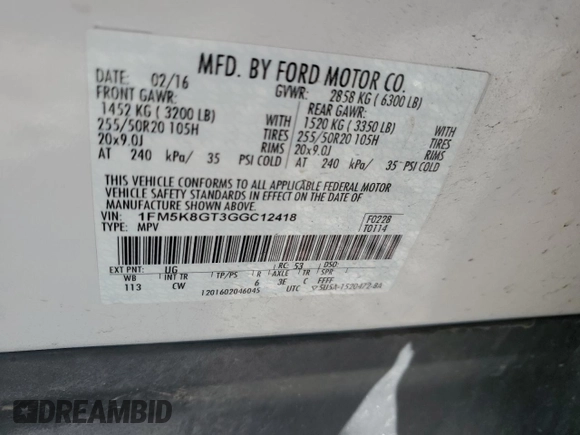 MFD. BY FORD MOTOR CO.
DATE: 02/16 GVWR: 2858 KG ( 6300 LB)
FRONT GAWR: REAR GAWR:
1452 KG ( 3200 LB) WITH 1520 KG ( 3350 LB) WITH
255/50R20 105H TIRES 255/50R20 105H TIRES
20x9.0J RIMS 20x9.0J RIMS
AT 240 kPa/ 35 PSI COLD AT 240 kPa/ 35 PSI COLD
THIS VEHICLE CONFORMS TO ALL APPLICABLE FEDERAL MOTOR
VEHICLE SAFETY STANDARDS IN EFFECT ON THE DATE OF
MANUFACTURE SHOWN ABOVE.
VIN: 1FM5K8GT3GGC12418 F0228
TYPE: MPV T0114
EXT PNT: UG RC: 53 DSO:
WB INT TR TP/PS R AXLE TR SPR
113 CW 6 3E C FFFF
1201602046045 UTC
DREAMBID